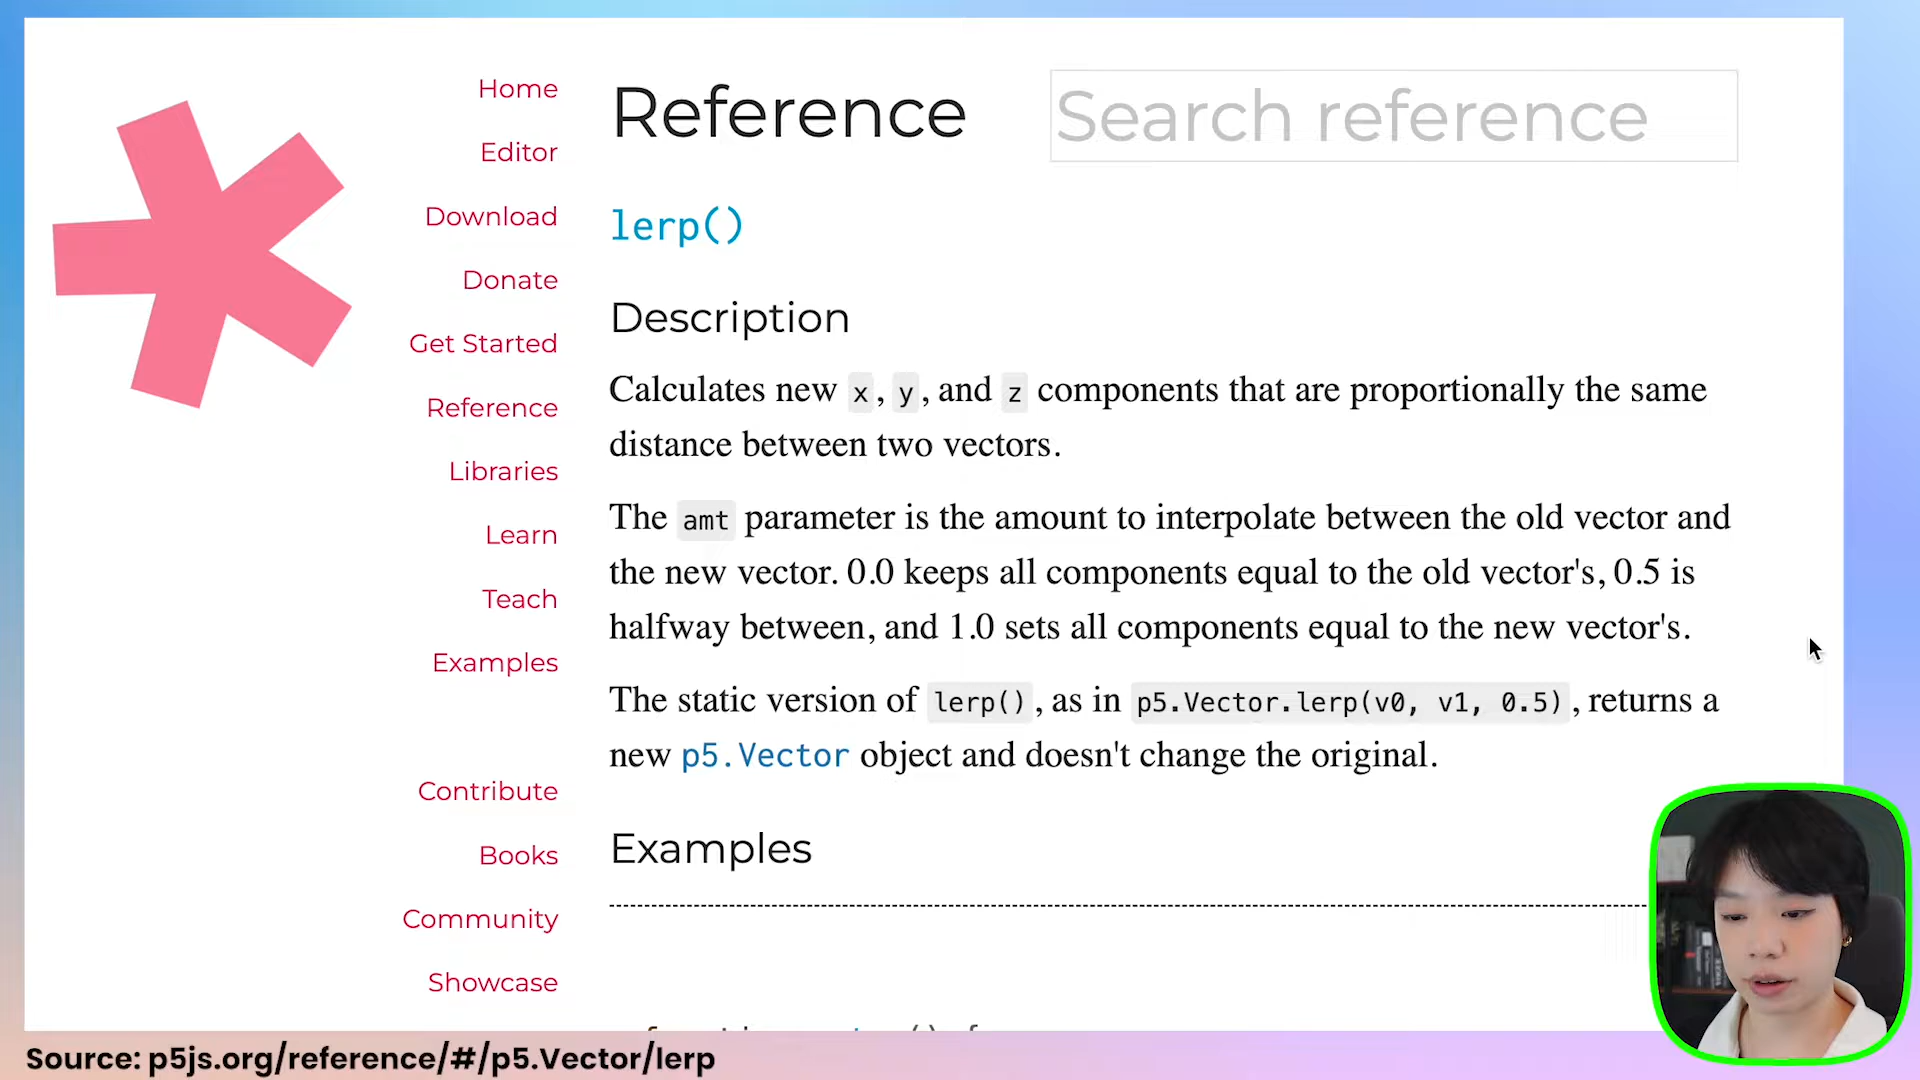 Home
Editor
Download
Donate
Get Started
Reference
Libraries
Learn
Teach
Examples
Contribute
Books
Community
Showcase
Reference
Search reference
lerp()
Description
Calculates new x, y, and z components that are proportionally the same
distance between two vectors.
The amt parameter is the amount to interpolate between the old vector and
the new vector. 0.0 keeps all components equal to the old vector's, 0.5 is
halfway between, and 1.0 sets all components equal to the new vector's.
The static version of lerp(), as in p5.Vector.lerp(v0, v1, 0.5), returns a
new p5.Vector object and doesn't change the original.
Examples
Source: p5js.org/reference/#/p5.Vector/lerp